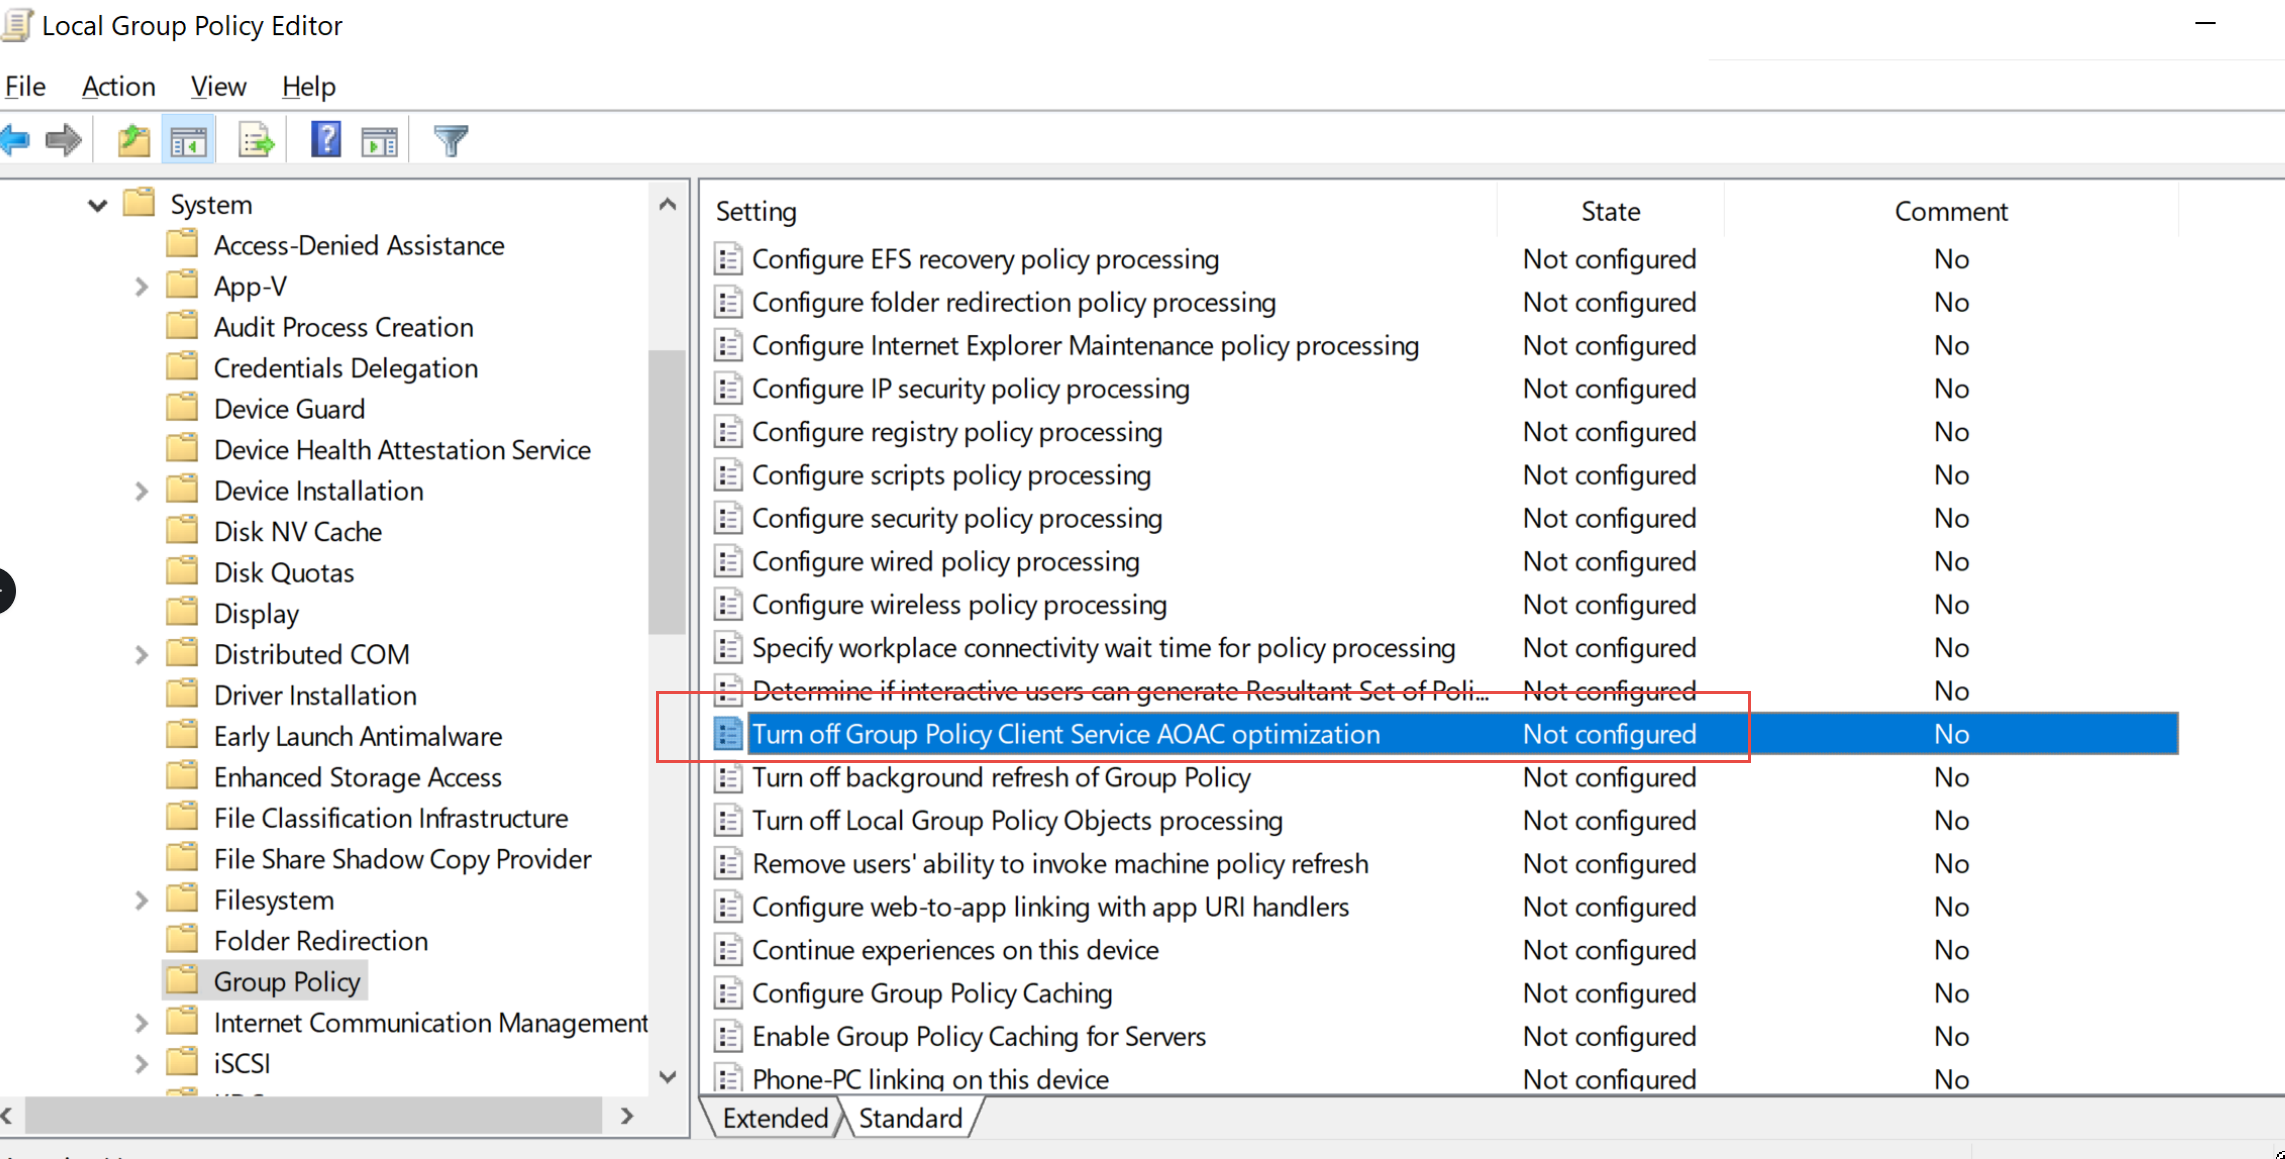 Local Group Policy Editor
File Action View Help
System
Access-Denied Assistance
App-V
Audit Process Creation
Credentials Delegation
Device Guard
Device Health Attestation Service
Device Installation
Disk NV Cache
Disk Quotas
Display
Distributed COM
Driver Installation
Early Launch Antimalware
Enhanced Storage Access
File Classification Infrastructure
File Share Shadow Copy Provider
Filesystem
Folder Redirection
Group Policy
Internet Communication Management
iSCSI
Setting State Comment
Configure EFS recovery policy processing Not configured No
Configure folder redirection policy processing Not configured No
Configure Internet Explorer Maintenance policy processing Not configured No
Configure IP security policy processing Not configured No
Configure registry policy processing Not configured No
Configure scripts policy processing Not configured No
Configure security policy processing Not configured No
Configure wired policy processing Not configured No
Configure wireless policy processing Not configured No
Specify workplace connectivity wait time for policy processing Not configured No
Determine if interactive users can generate Resultant Set of Poli... Not configured No
Turn off Group Policy Client Service AOAC optimization Not configured No
Turn off background refresh of Group Policy Not configured No
Turn off Local Group Policy Objects processing Not configured No
Remove users' ability to invoke machine policy refresh Not configured No
Configure web-to-app linking with app URI handlers Not configured No
Continue experiences on this device Not configured No
Configure Group Policy Caching Not configured No
Enable Group Policy Caching for Servers Not configured No
Phone-PC linking on this device Not configured No
Extended Standard